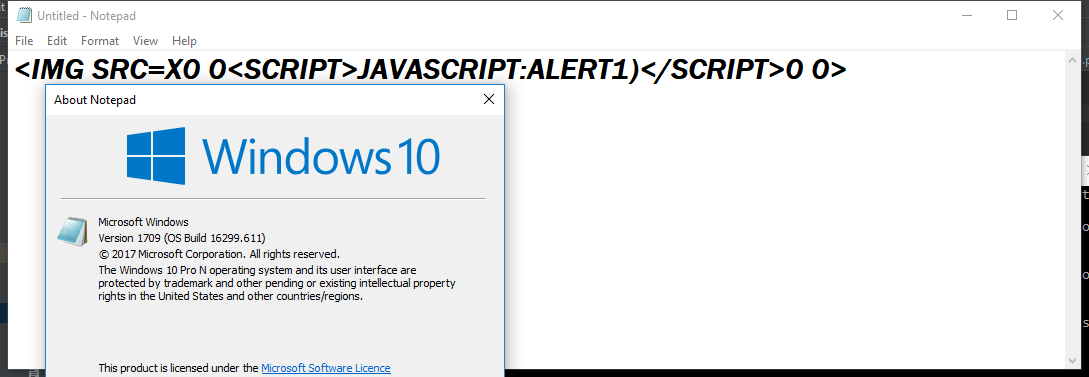 Untitled - Notepad
File Edit Format View Help
<IMG SRC=X0 0<SCRIPT>JAVASCRIPT:ALERT1)</SCRIPT>0 0>
About Notepad
Windows 10
Microsoft Windows
Version 1709 (OS Build 16299.611)
© 2017 Microsoft Corporation. All rights reserved.
The Windows 10 Pro N operating system and its user interface are
protected by trademark and other pending or existing intellectual property
rights in the United States and other countries/regions.
This product is licensed under the Microsoft Software Licence